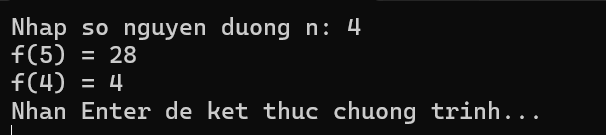 Nhap so nguyen duong n: 4
f(5) = 28
f(4) = 4
Nhan Enter de ket thuc chuong trinh...